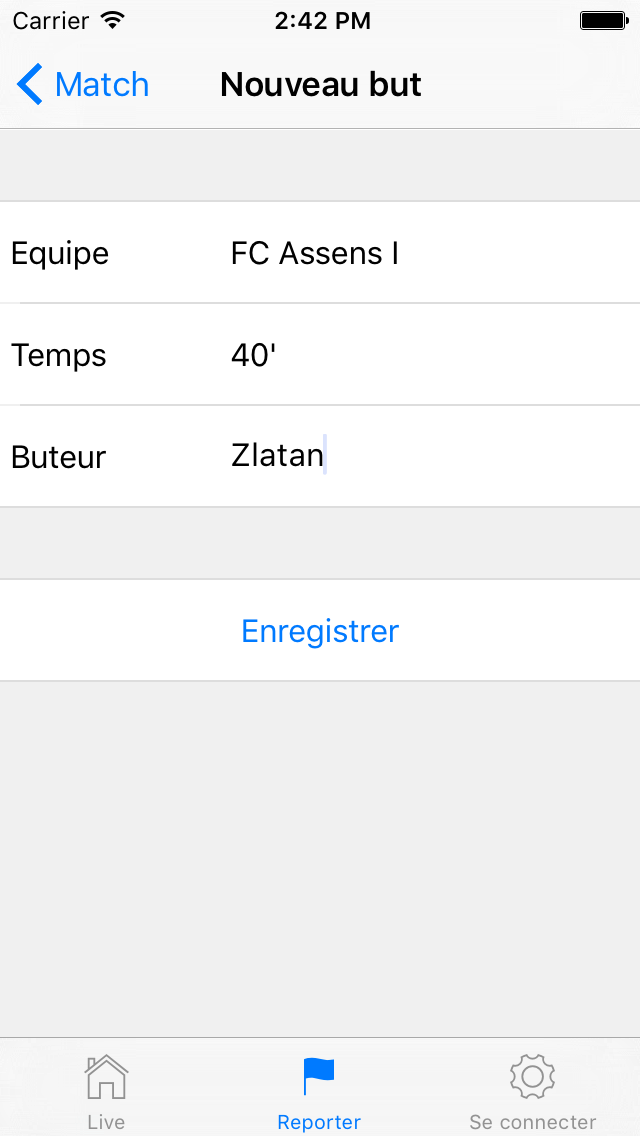 Carrier 2:42 PM
Match Nouveau but
Equipe FC Assens I
Temps 40'
Buteur Zlatan
Enregistrer
Live Reporter Se connecter